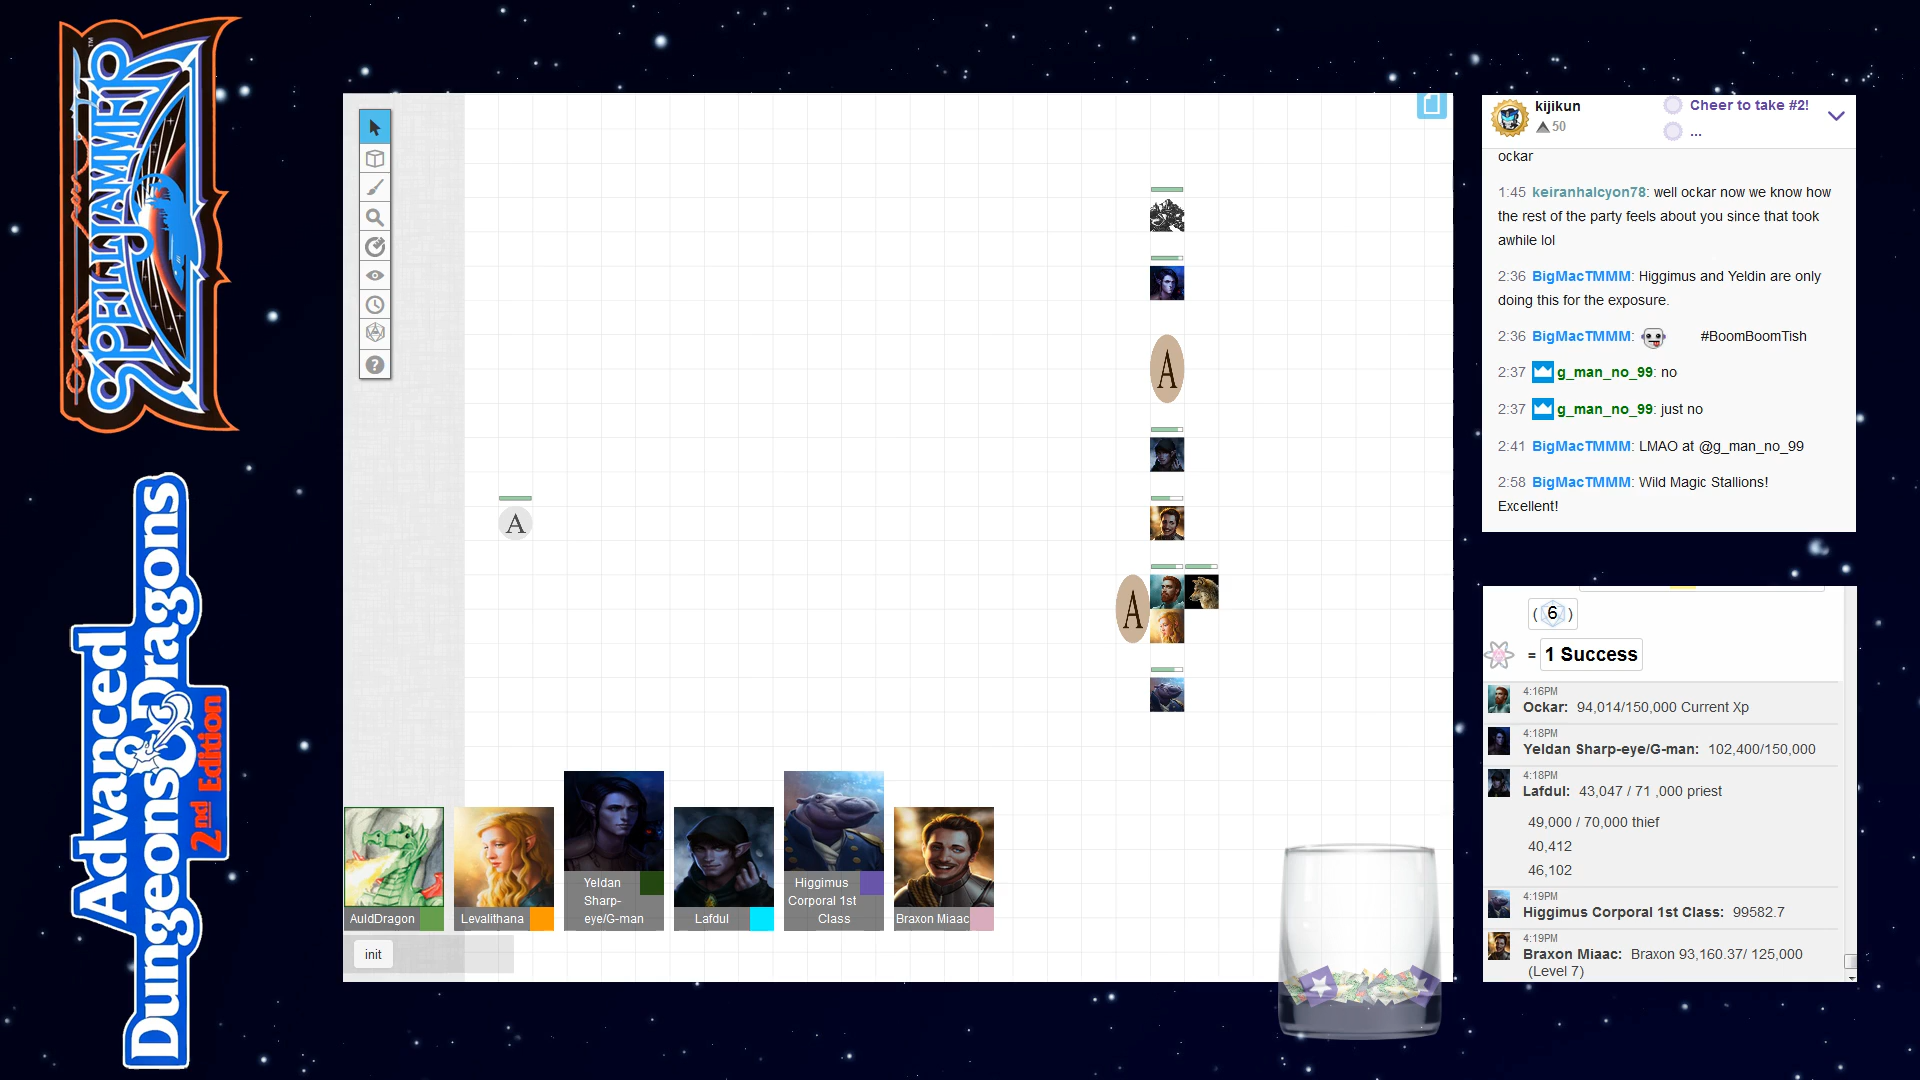 SPELLJAMMER
TM
Advanced
Dungeons & Dragons
2nd Edition
A
A
A
AuldDragon
Levalithana
Yeldan
Sharp-
eye/G-man
Lafdul
Higgimus
Corporal 1st
Class
Braxon Miaac
init
kijikun
50
Cheer to take #2!
...
ockar
1:45 keiranhalcyon78: well ockar now we know how
the rest of the party feels about you since that took
awhile lol
2:36 BigMacTMMM: Higgimus and Yeldin are only
doing this for the exposure.
2:36 BigMacTMMM: #BoomBoomTish
2:37 g_man_no_99: no
2:37 g_man_no_99: just no
2:41 BigMacTMMM: LMAO at @g_man_no_99
2:58 BigMacTMMM: Wild Magic Stallions!
Excellent!
(6)
= 1 Success
4:16PM
Ockar: 94,014/150,000 Current Xp
4:18PM
Yeldan Sharp-eye/G-man: 102,400/150,000
4:18PM
Lafdul: 43,047 / 71 ,000 priest
49,000 / 70,000 thief
40,412
46,102
4:19PM
Higgimus Corporal 1st Class: 99582.7
4:19PM
Braxon Miaac: Braxon 93,160.37/ 125,000
(Level 7)